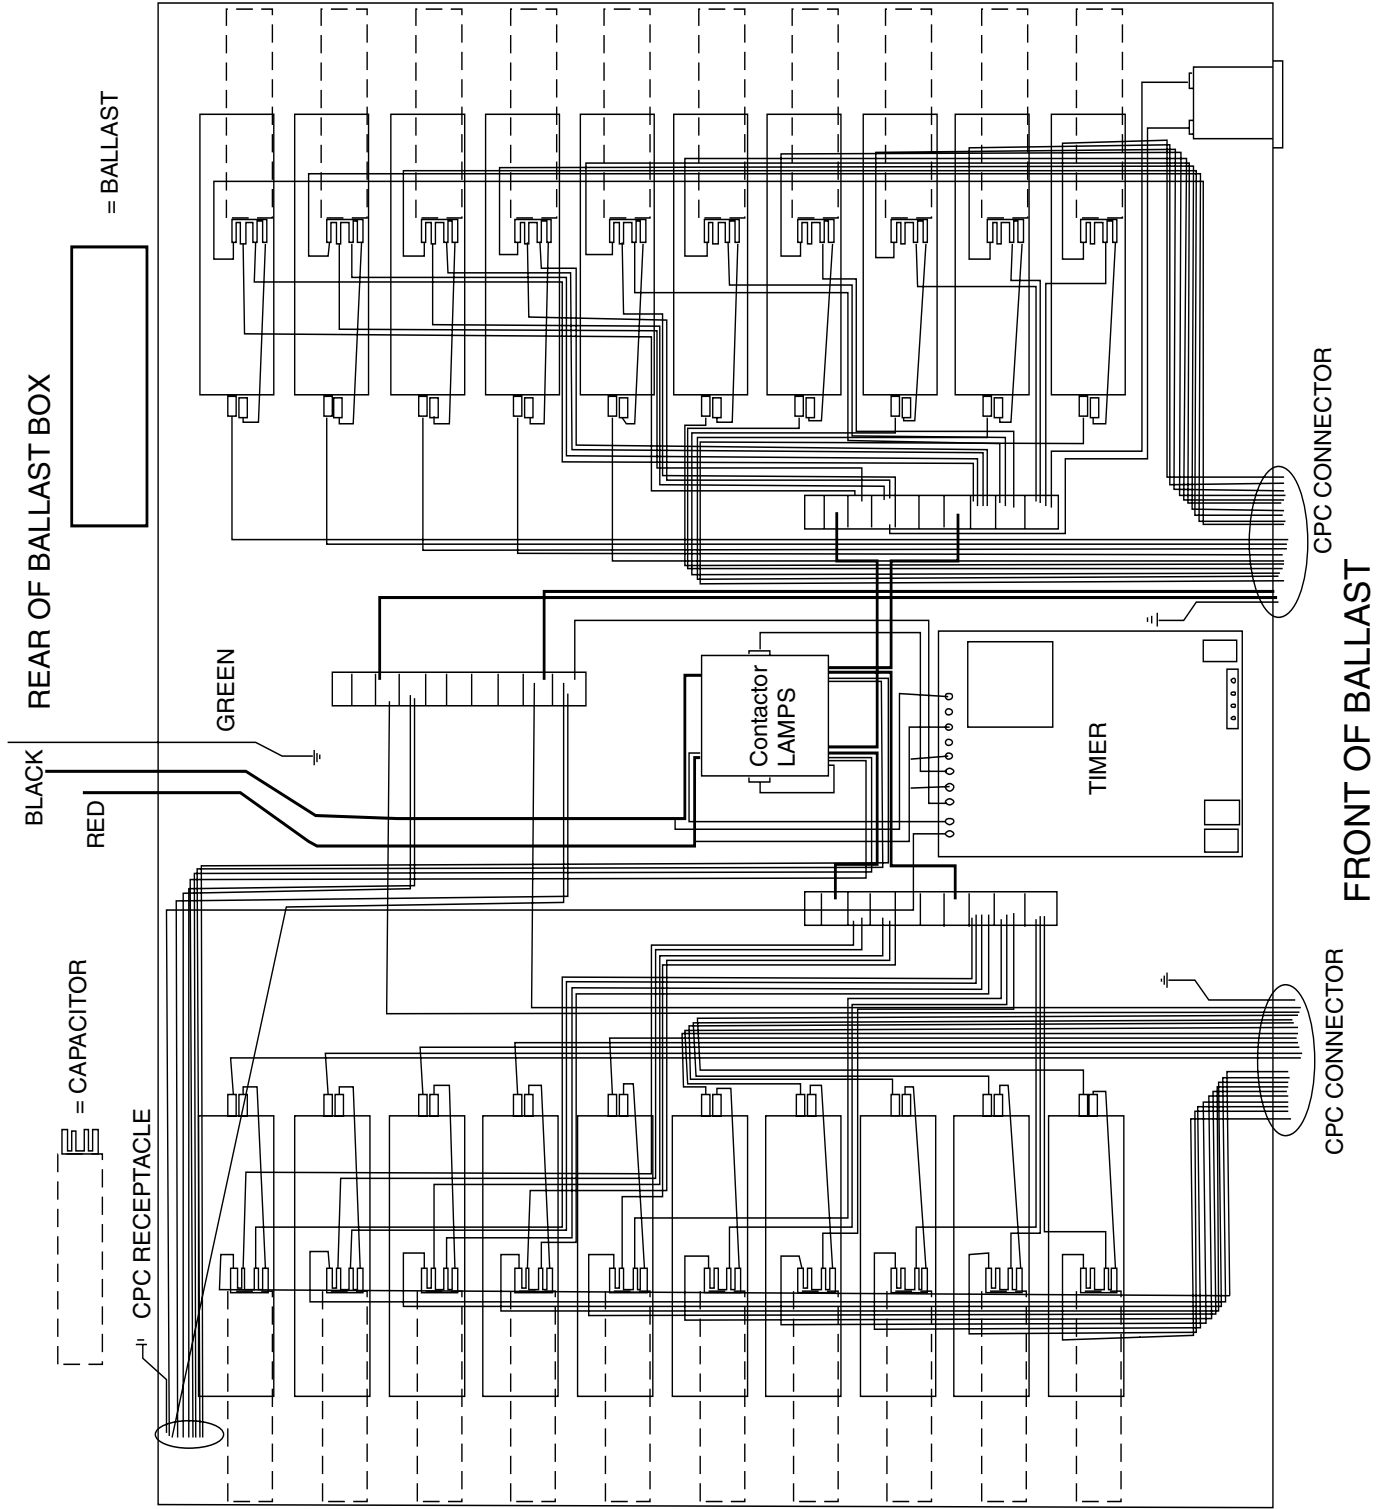 REAR OF BALLAST BOX
= BALLAST
BLACK
RED
GREEN
= CAPACITOR
CPC RECEPTACLE
Contactor
LAMPS
TIMER
CPC CONNECTOR
CPC CONNECTOR
FRONT OF BALLAST